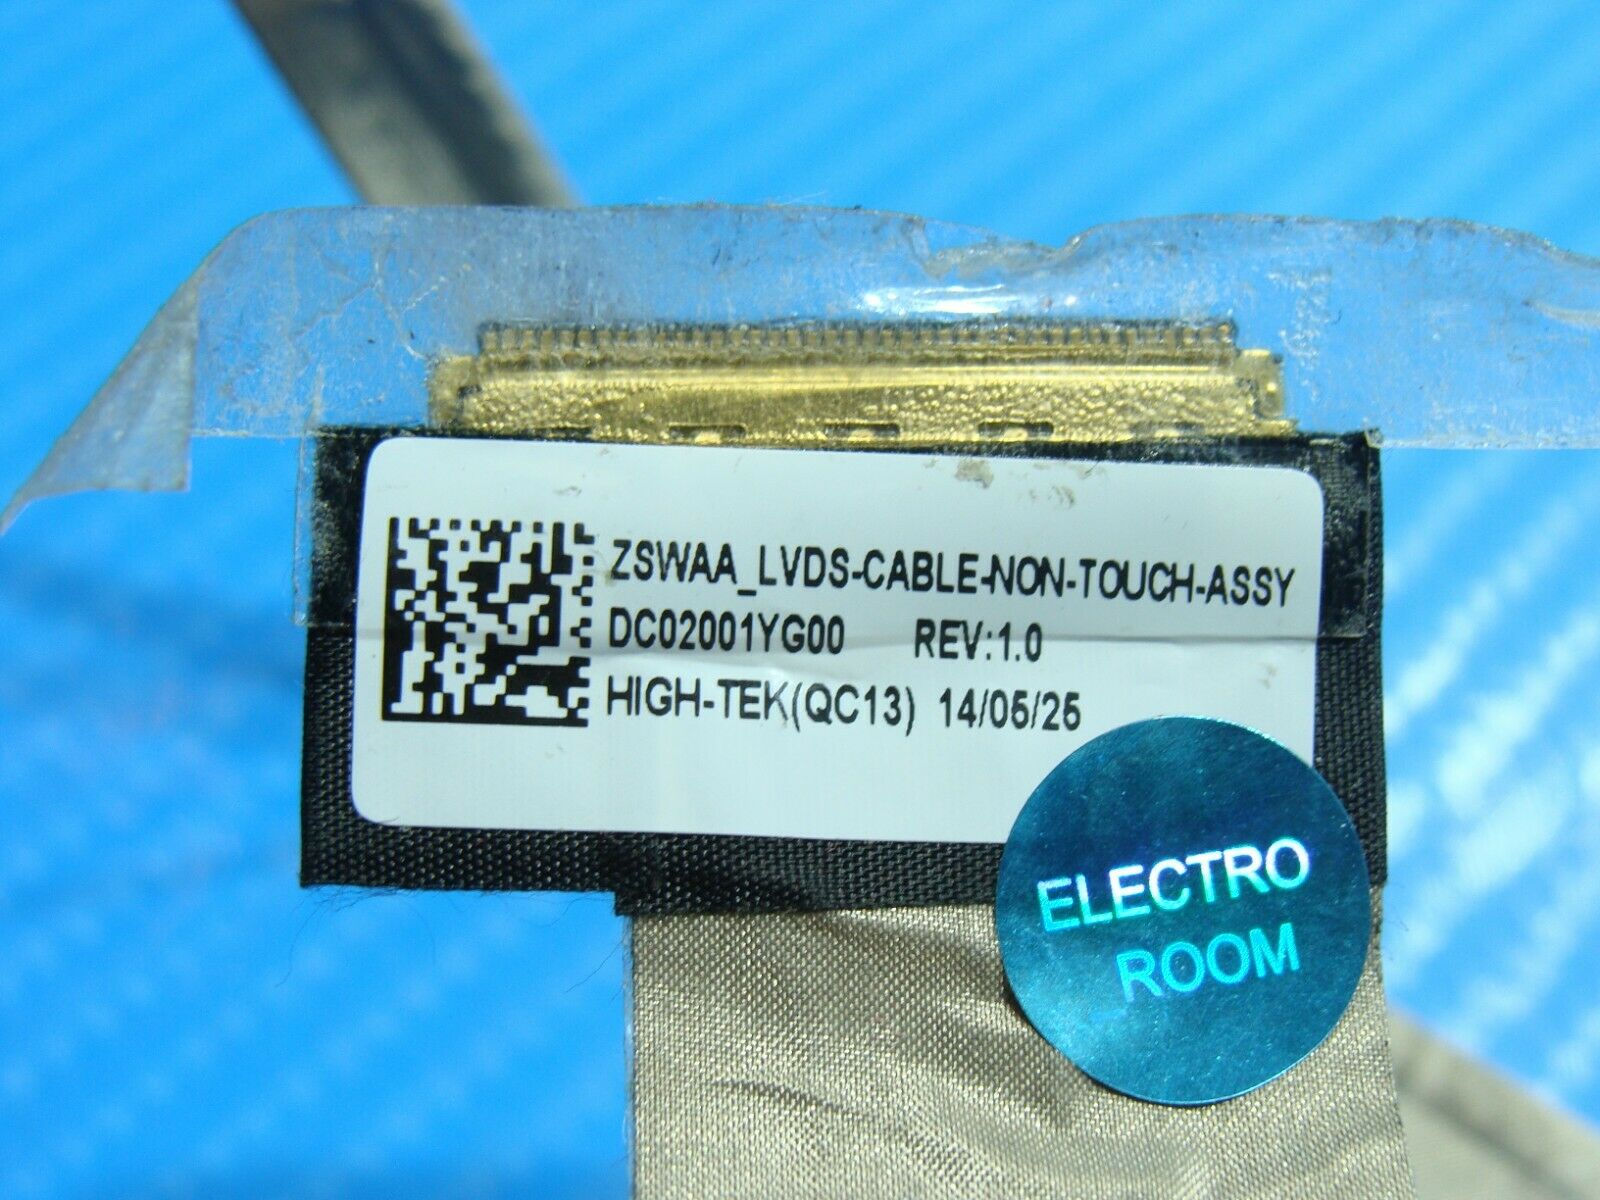 ZSWAA_LVDS-CABLE-NON-TOUCH-ASSY
DC02001YG00 REV:1.0
HIGH-TEK(QC13) 14/05/25
ELECTRO
ROOM